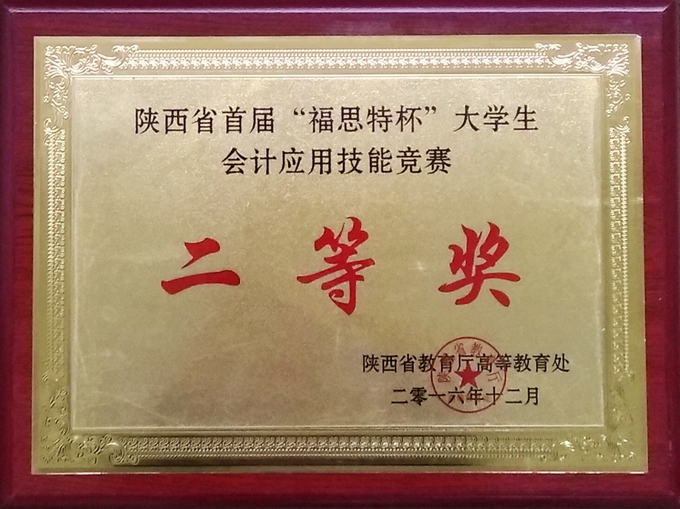 陕西省首届“福思特杯”大学生
会计应用技能竞赛
二等奖
陕西省教育厅高等教育处
二零一六年十二月